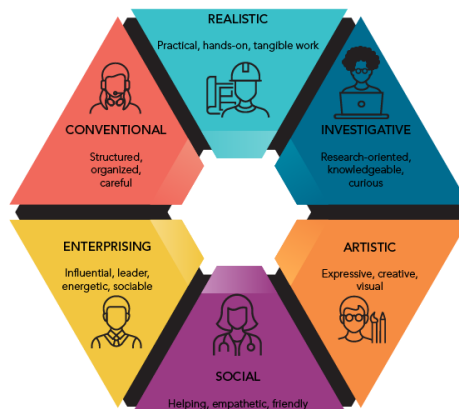 REALISTIC
Practical, hands-on, tangible work
CONVENTIONAL
Structured,
organized,
careful
INVESTIGATIVE
Research-oriented,
knowledgeable,
curious
ENTERPRISING
Influential, leader,
energetic, sociable
ARTISTIC
Expressive, creative,
visual
SOCIAL
Helping, empathetic, friendly